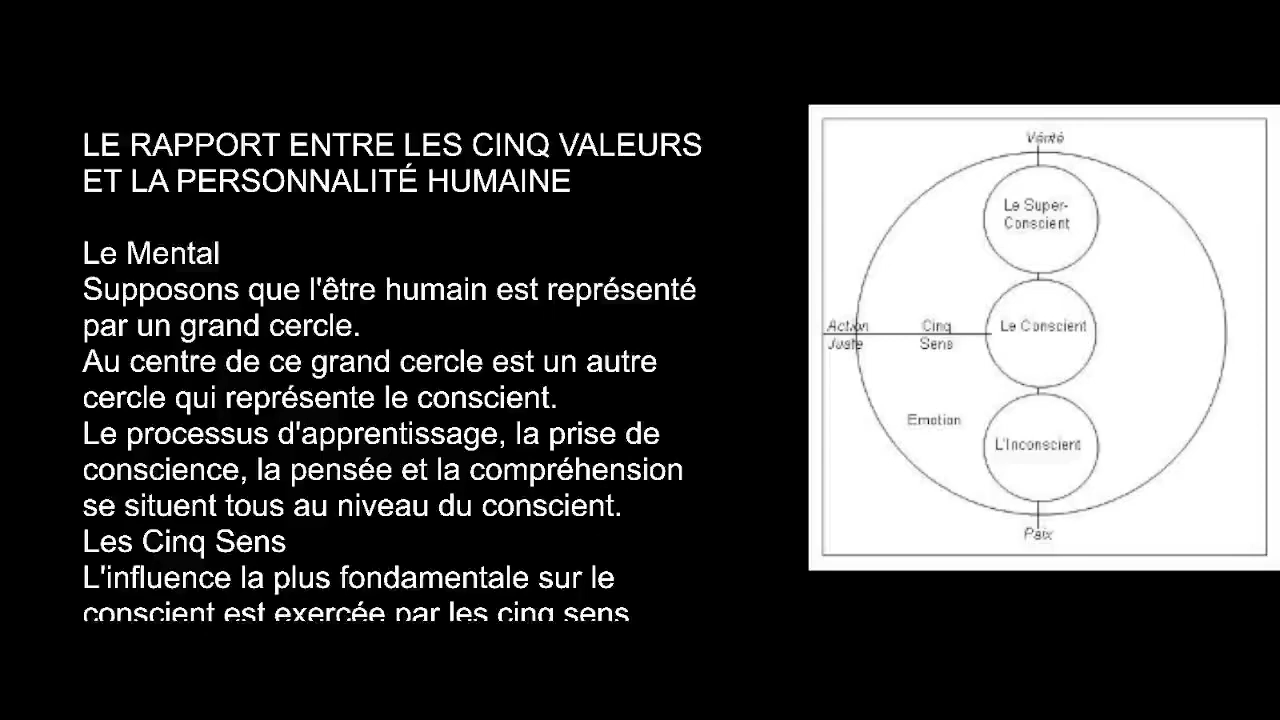 LE RAPPORT ENTRE LES CINQ VALEURS
ET LA PERSONNALITÉ HUMAINE
Le Mental
Supposons que l'être humain est représenté
par un grand cercle.
Au centre de ce grand cercle est un autre
cercle qui représente le conscient.
Le processus d'apprentissage, la prise de
conscience, la pensée et la compréhension
se situent tous au niveau du conscient.
Les Cinq Sens
L'influence la plus fondamentale sur le
conscient est exercée par les cinq sens
Vérité
Le Super-
Conscient
Action
Juste
Cinq
Sens
Le Conscient
Emotion
L'Inconscient
Paix